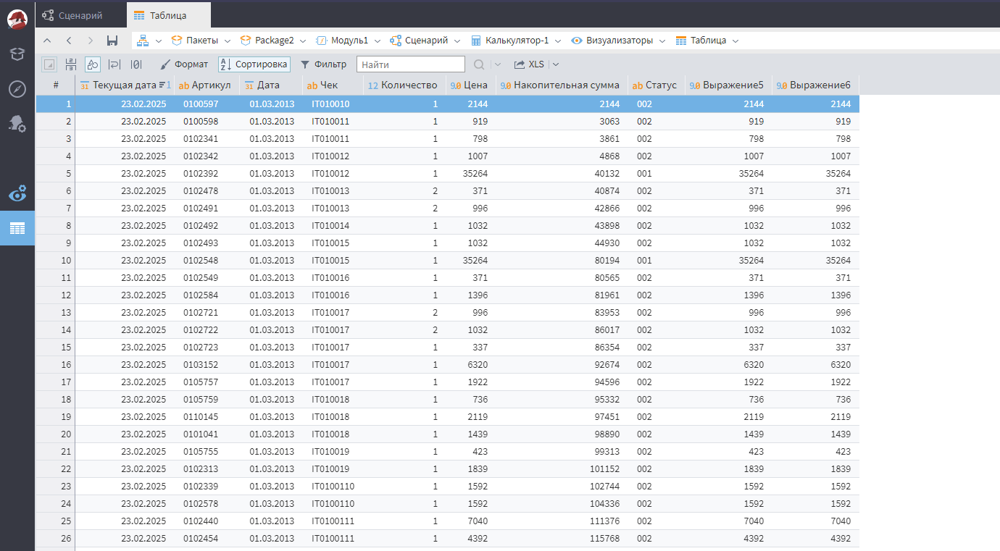 Сценарий Таблица
Пакеты Package2 Модуль1 Сценарий Калькулятор-1 Визуализаторы Таблица
Формат Сортировка Фильтр Найти XLS
# 31 Текущая дата 1 ab Артикул 31 Дата ab Чек 12 Количество 9.0 Цена 9.0 Накопительная сумма ab Статус 9.0 Выражение5 9.0 Выражение6
1 23.02.2025 0100597 01.03.2013 IT010010 1 2144 2144 002 2144 2144
2 23.02.2025 0100598 01.03.2013 IT010011 1 919 3063 002 919 919
3 23.02.2025 0102341 01.03.2013 IT010011 1 798 3861 002 798 798
4 23.02.2025 0102342 01.03.2013 IT010012 1 1007 4868 002 1007 1007
5 23.02.2025 0102392 01.03.2013 IT010012 1 35264 40132 001 35264 35264
6 23.02.2025 0102478 01.03.2013 IT010013 2 371 40874 002 371 371
7 23.02.2025 0102491 01.03.2013 IT010013 2 996 42866 002 996 996
8 23.02.2025 0102492 01.03.2013 IT010014 1 1032 43898 002 1032 1032
9 23.02.2025 0102493 01.03.2013 IT010015 1 1032 44930 002 1032 1032
10 23.02.2025 0102548 01.03.2013 IT010015 1 35264 80194 001 35264 35264
11 23.02.2025 0102549 01.03.2013 IT010016 1 371 80565 002 371 371
12 23.02.2025 0102584 01.03.2013 IT010016 1 1396 81961 002 1396 1396
13 23.02.2025 0102721 01.03.2013 IT010017 2 996 83953 002 996 996
14 23.02.2025 0102722 01.03.2013 IT010017 2 1032 86017 002 1032 1032
15 23.02.2025 0102723 01.03.2013 IT010017 1 337 86354 002 337 337
16 23.02.2025 0103152 01.03.2013 IT010017 1 6320 92674 002 6320 6320
17 23.02.2025 0105757 01.03.2013 IT010017 1 1922 94596 002 1922 1922
18 23.02.2025 0105759 01.03.2013 IT010018 1 736 95332 002 736 736
19 23.02.2025 0110145 01.03.2013 IT010018 1 2119 97451 002 2119 2119
20 23.02.2025 0101041 01.03.2013 IT010018 1 1439 98890 002 1439 1439
21 23.02.2025 0105755 01.03.2013 IT010019 1 423 99313 002 423 423
22 23.02.2025 0102313 01.03.2013 IT010019 1 1839 101152 002 1839 1839
23 23.02.2025 0102339 01.03.2013 IT0100110 1 1592 102744 002 1592 1592
24 23.02.2025 0102578 01.03.2013 IT0100110 1 1592 104336 002 1592 1592
25 23.02.2025 0102440 01.03.2013 IT0100111 1 7040 111376 002 7040 7040
26 23.02.2025 0102454 01.03.2013 IT0100111 1 4392 115768 002 4392 4392